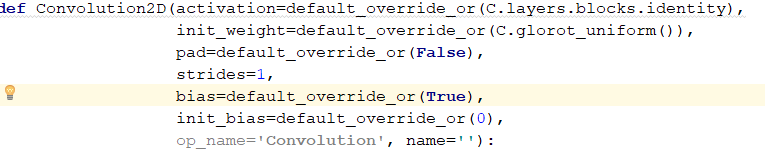 def Convolution2D(activation=default_override_or(C.layers.blocks.identity),
init_weight=default_override_or(C.glorot_uniform()),
pad=default_override_or(False),
strides=1,
bias=default_override_or(True),
init_bias=default_override_or(0),
op_name='Convolution', name=''):